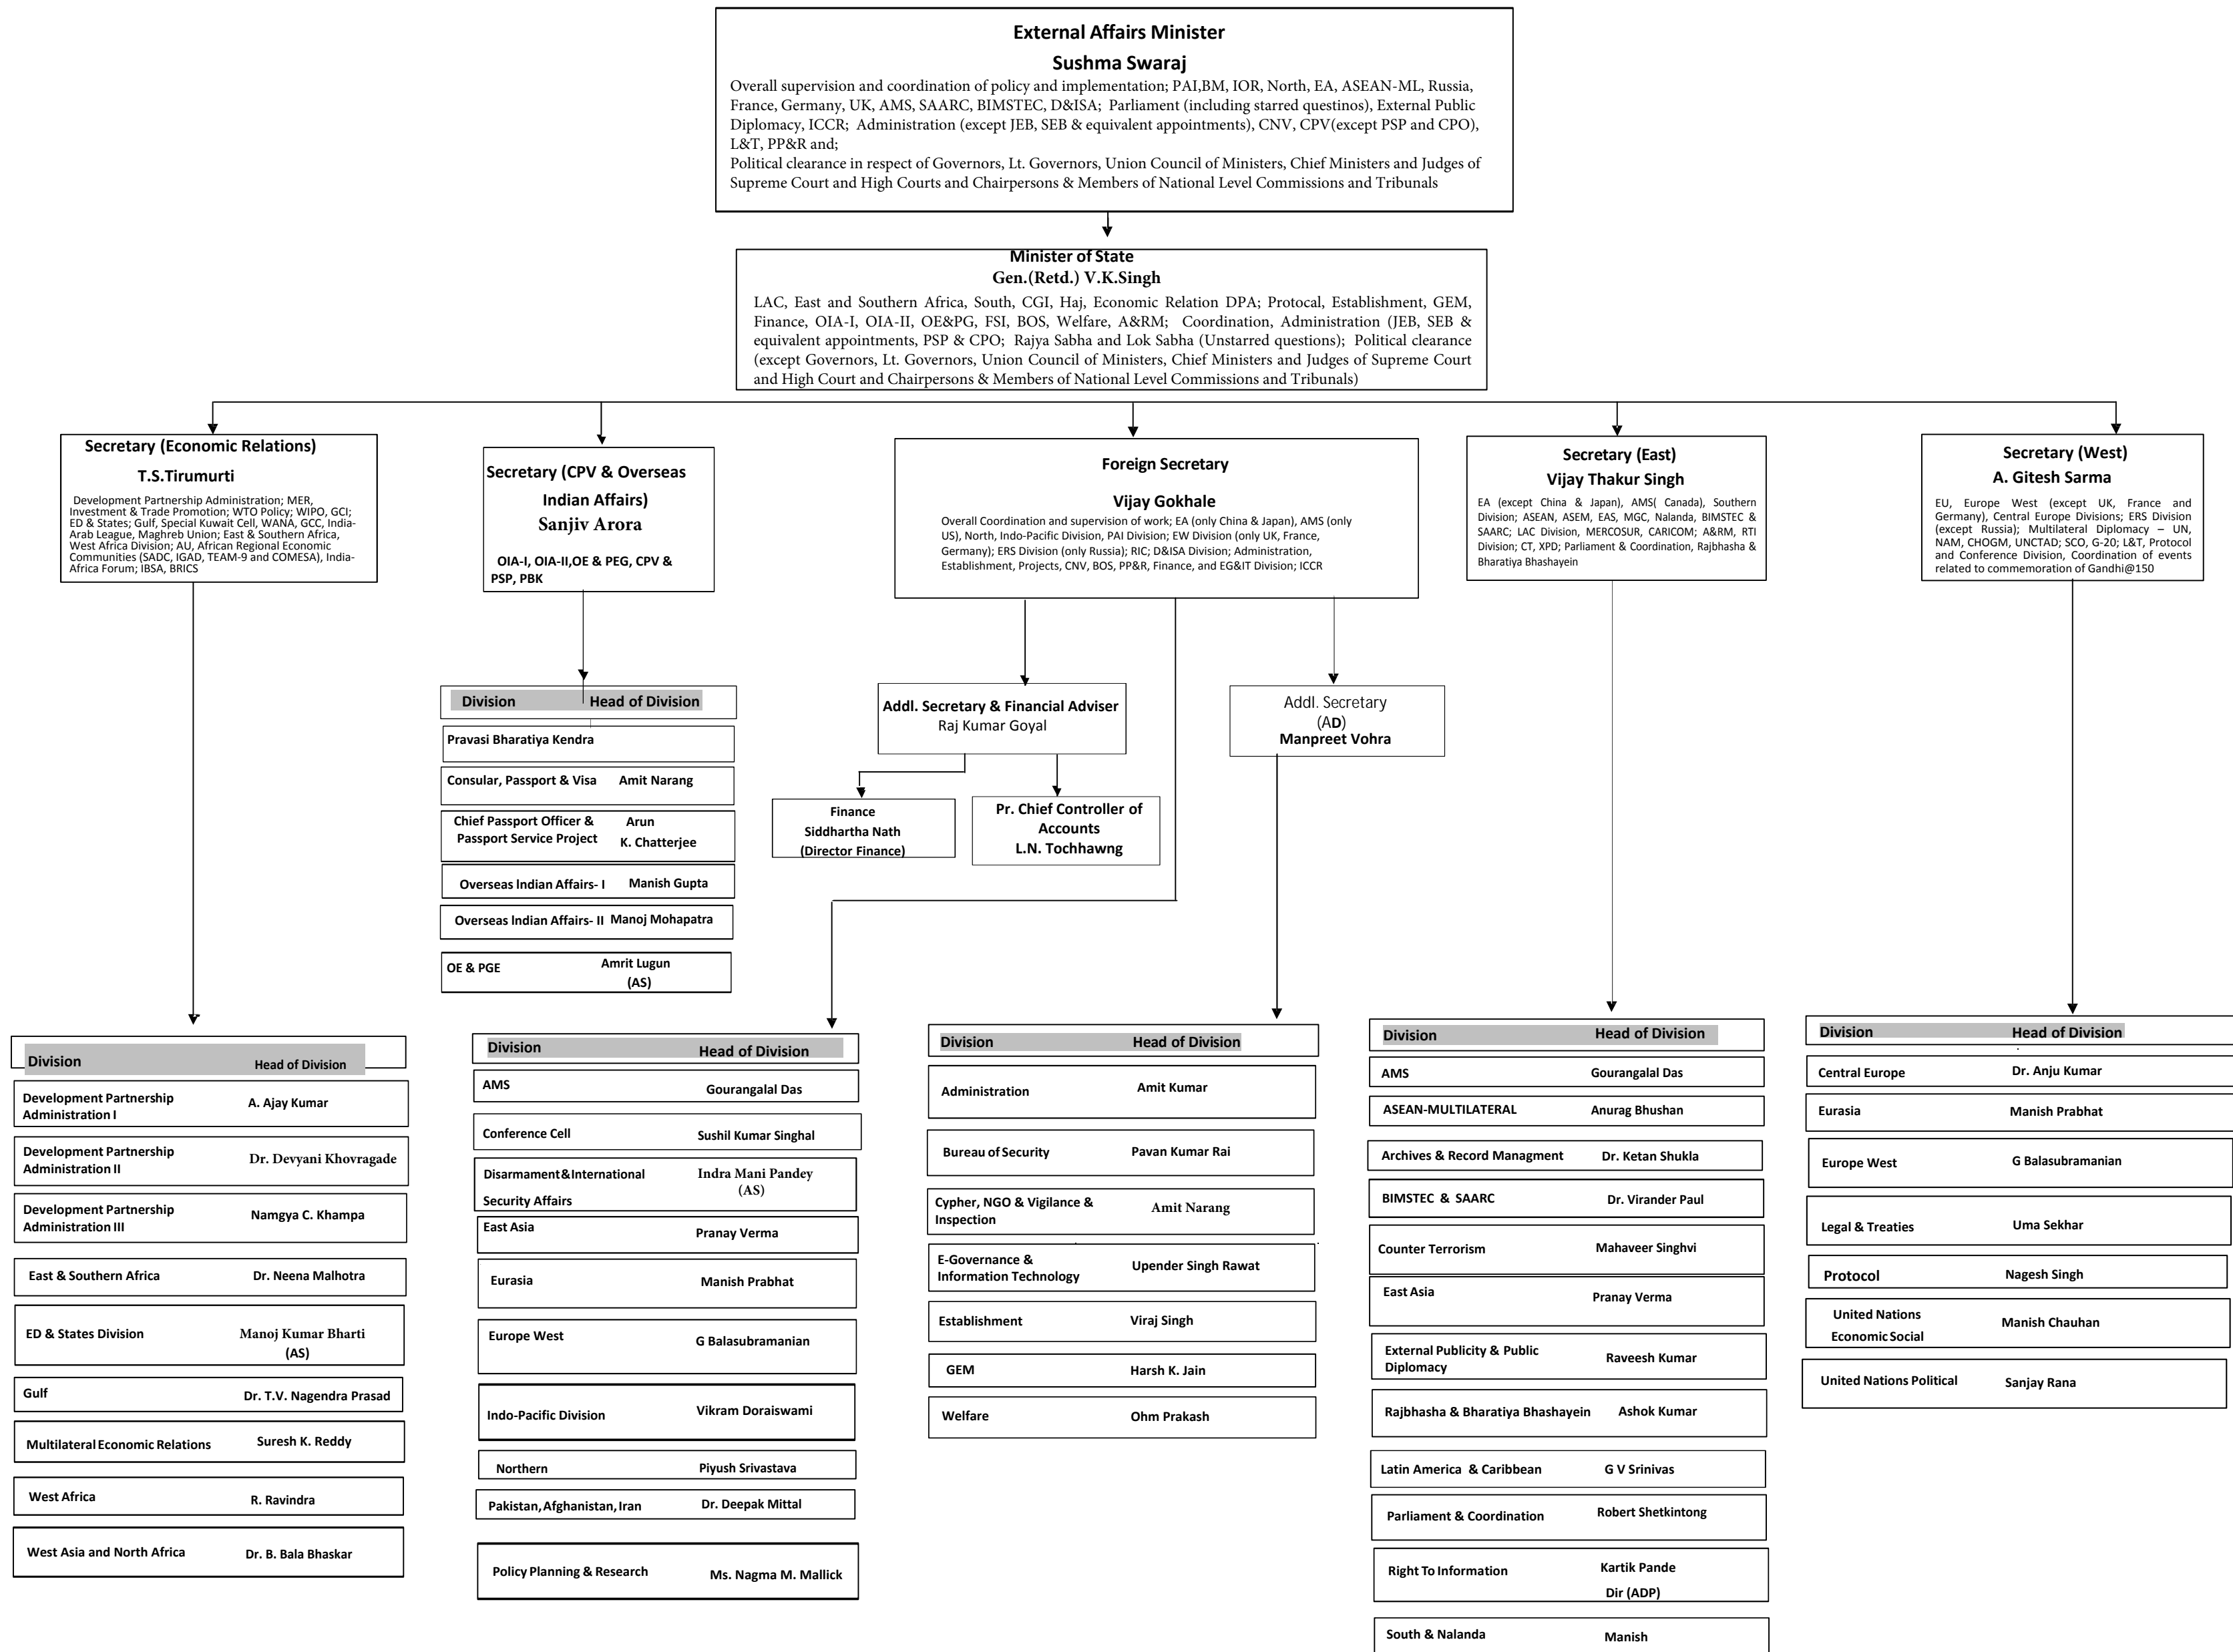 External Affairs Minister
Sushma Swaraj
Overall supervision and coordination of policy and implementation; PAI,BM, IOR, North, EA, ASEAN-ML, Russia,
France, Germany, UK, AMS, SAARC, BIMSTEC, D&ISA; Parliament (including starred questinos), External Public
Diplomacy, ICCR; Administration (except JEB, SEB & equivalent appointments), CNV, CPV(except PSP and CPO),
L&T, PP&R and;
Political clearance in respect of Governors, Lt. Governors, Union Council of Ministers, Chief Ministers and Judges of
Supreme Court and High Courts and Chairpersons & Members of National Level Commissions and Tribunals
Minister of State
Gen.(Retd.) V.K.Singh
LAC, East and Southern Africa, South, CGI, Haj, Economic Relation DPA; Protocal, Establishment, GEM,
Finance, OIA-I, OIA-II, OE&PG, FSI, BOS, Welfare, A&RM; Coordination, Administration (JEB, SEB &
equivalent appointments, PSP & CPO; Rajya Sabha and Lok Sabha (Unstarred questions); Political clearance
(except Governors, Lt. Governors, Union Council of Ministers, Chief Ministers and Judges of Supreme Court
and High Court and Chairpersons & Members of National Level Commissions and Tribunals)
Secretary (Economic Relations)
T.S.Tirumurti
Development Partnership Administration; MER,
Investment & Trade Promotion; WTO Policy; WIPO, GCI;
ED & States; Gulf, Special Kuwait Cell, WANA, GCC, India-
Arab League, Maghreb Union; East & Southern Africa,
West Africa Division; AU, African Regional Economic
Communities (SADC, IGAD, TEAM-9 and COMESA), India-
Africa Forum; IBSA, BRICS
Secretary (CPV & Overseas
Indian Affairs)
Sanjiv Arora
OIA-I, OIA-II,OE & PEG, CPV &
PSP, PBK
Foreign Secretary
Vijay Gokhale
Overall Coordination and supervision of work; EA (only China & Japan), AMS (only
US), North, Indo-Pacific Division, PAI Division; EW Division (only UK, France,
Germany); ERS Division (only Russia); RIC; D&ISA Division; Administration,
Establishment, Projects, CNV, BOS, PP&R, Finance, and EG&IT Division; ICCR
Secretary (East)
Vijay Thakur Singh
EA (except China & Japan), AMS( Canada), Southern
Division; ASEAN, ASEM, EAS, MGC, Nalanda, BIMSTEC &
SAARC; LAC Division, MERCOSUR, CARICOM; A&RM, RTI
Division; CT, XPD; Parliament & Coordination, Rajbhasha &
Bharatiya Bhashayein
Secretary (West)
A. Gitesh Sarma
EU, Europe West (except UK, France and
Germany), Central Europe Divisions; ERS Division
(except Russia); Multilateral Diplomacy – UN,
NAM, CHOGM, UNCTAD; SCO, G-20; L&T, Protocol
and Conference Division, Coordination of events
related to commemoration of Gandhi@150
Division Head of Division
Pravasi Bharatiya Kendra
Consular, Passport & Visa Amit Narang
Chief Passport Officer & Arun
Passport Service Project K. Chatterjee
Overseas Indian Affairs- I Manish Gupta
Overseas Indian Affairs- II Manoj Mohapatra
OE & PGE Amrit Lugun
(AS)
Addl. Secretary & Financial Adviser
Raj Kumar Goyal
Addl. Secretary
(AD)
Manpreet Vohra
Finance
Siddhartha Nath
(Director Finance)
Pr. Chief Controller of
Accounts
L.N. Tochhawng
Division Head of Division
Development Partnership
Administration I A. Ajay Kumar
Development Partnership
Administration II Dr. Devyani Khovragade
Development Partnership
Administration III Namgya C. Khampa
East & Southern Africa Dr. Neena Malhotra
ED & States Division Manoj Kumar Bharti
(AS)
Gulf Dr. T.V. Nagendra Prasad
Multilateral Economic Relations Suresh K. Reddy
West Africa R. Ravindra
West Asia and North Africa Dr. B. Bala Bhaskar
Division Head of Division
AMS Gourangalal Das
Conference Cell Sushil Kumar Singhal
Disarmament&International Indra Mani Pandey
(AS)
Security Affairs
East Asia Pranay Verma
Eurasia Manish Prabhat
Europe West G Balasubramanian
Indo-Pacific Division Vikram Doraiswami
Northern Piyush Srivastava
Pakistan, Afghanistan, Iran Dr. Deepak Mittal
Policy Planning & Research Ms. Nagma M. Mallick
Division Head of Division
Administration Amit Kumar
Bureau of Security Pavan Kumar Rai
Cypher, NGO & Vigilance & Amit Narang
Inspection
E-Governance &
Information Technology Upender Singh Rawat
Establishment Viraj Singh
GEM Harsh K. Jain
Welfare Ohm Prakash
Division Head of Division
AMS Gourangalal Das
ASEAN-MULTILATERAL Anurag Bhushan
Archives & Record Managment Dr. Ketan Shukla
BIMSTEC & SAARC Dr. Virander Paul
Counter Terrorism Mahaveer Singhvi
East Asia Pranay Verma
External Publicity & Public
Diplomacy Raveesh Kumar
Rajbhasha & Bharatiya Bhashayein Ashok Kumar
Latin America & Caribbean G V Srinivas
Parliament & Coordination Robert Shetkintong
Right To Information Kartik Pande
Dir (ADP)
South & Nalanda Manish
Division Head of Division
Central Europe Dr. Anju Kumar
Eurasia Manish Prabhat
Europe West G Balasubramanian
Legal & Treaties Uma Sekhar
Protocol Nagesh Singh
United Nations
Economic Social Manish Chauhan
United Nations Political Sanjay Rana